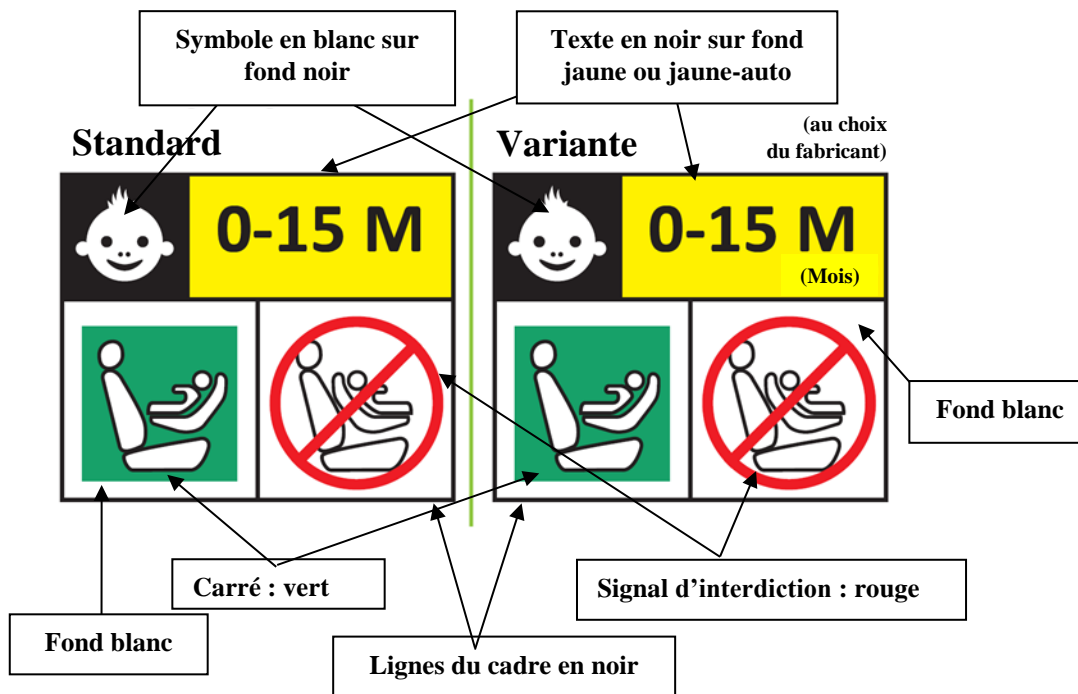 Symbole en blanc sur
fond noir
Texte en noir sur fond
jaune ou jaune-auto
Standard
Variante
(au choix
du fabricant)
0-15 M
0-15 M
(Mois)
Fond blanc
Carré : vert
Signal d’interdiction : rouge
Fond blanc
Lignes du cadre en noir